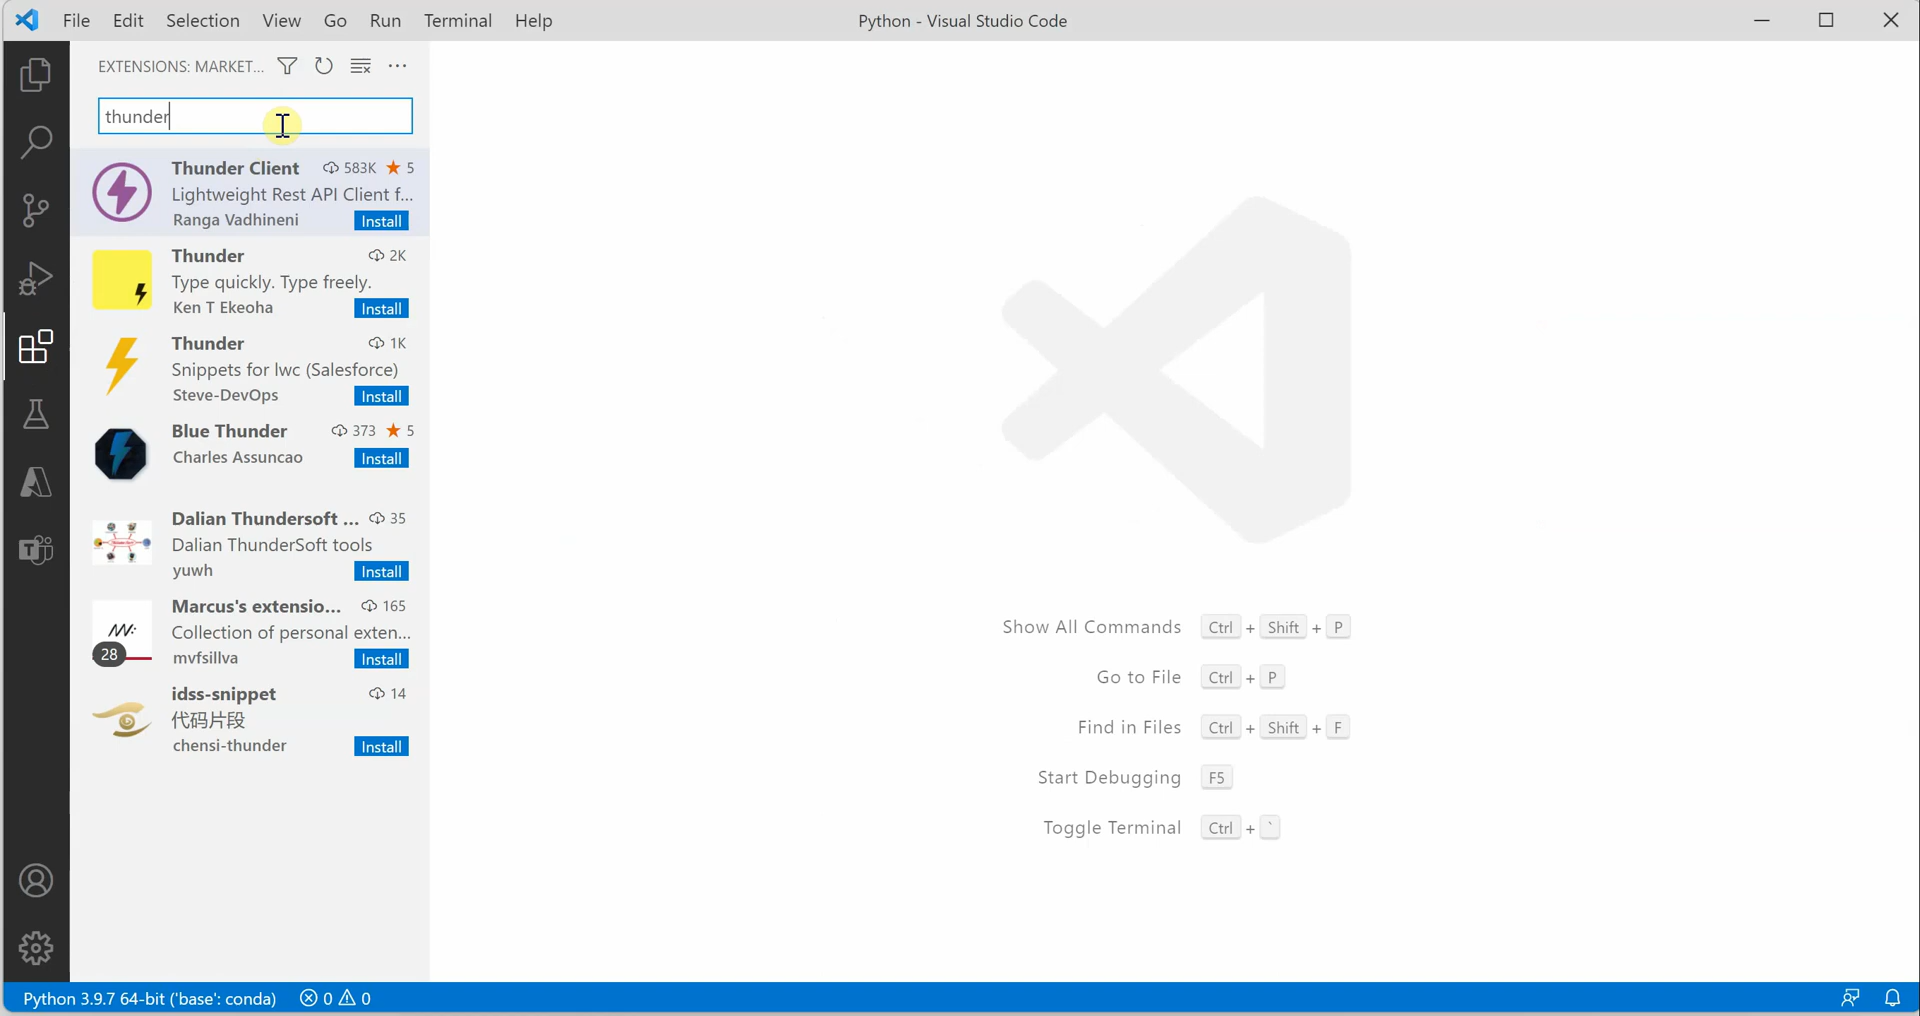 File Edit Selection View Go Run Terminal Help
Python - Visual Studio Code
EXTENSIONS: MARKET...
thunder
Thunder Client 583K 5
Lightweight Rest API Client f...
Ranga Vadhineni Install
Thunder 2K
Type quickly. Type freely.
Ken T Ekeoha Install
Thunder 1K
Snippets for lwc (Salesforce)
Steve-DevOps Install
Blue Thunder 373 5
Charles Assuncao Install
Dalian Thundersoft ... 35
Dalian ThunderSoft tools
yuwh Install
Marcus's extensio... 165
Collection of personal exten...
28
mvfsillva Install
idss-snippet 14
代码片段
chensi-thunder Install
Show All Commands Ctrl + Shift + P
Go to File Ctrl + P
Find in Files Ctrl + Shift + F
Start Debugging F5
Toggle Terminal Ctrl + `
Python 3.9.7 64-bit ('base': conda) 0 0